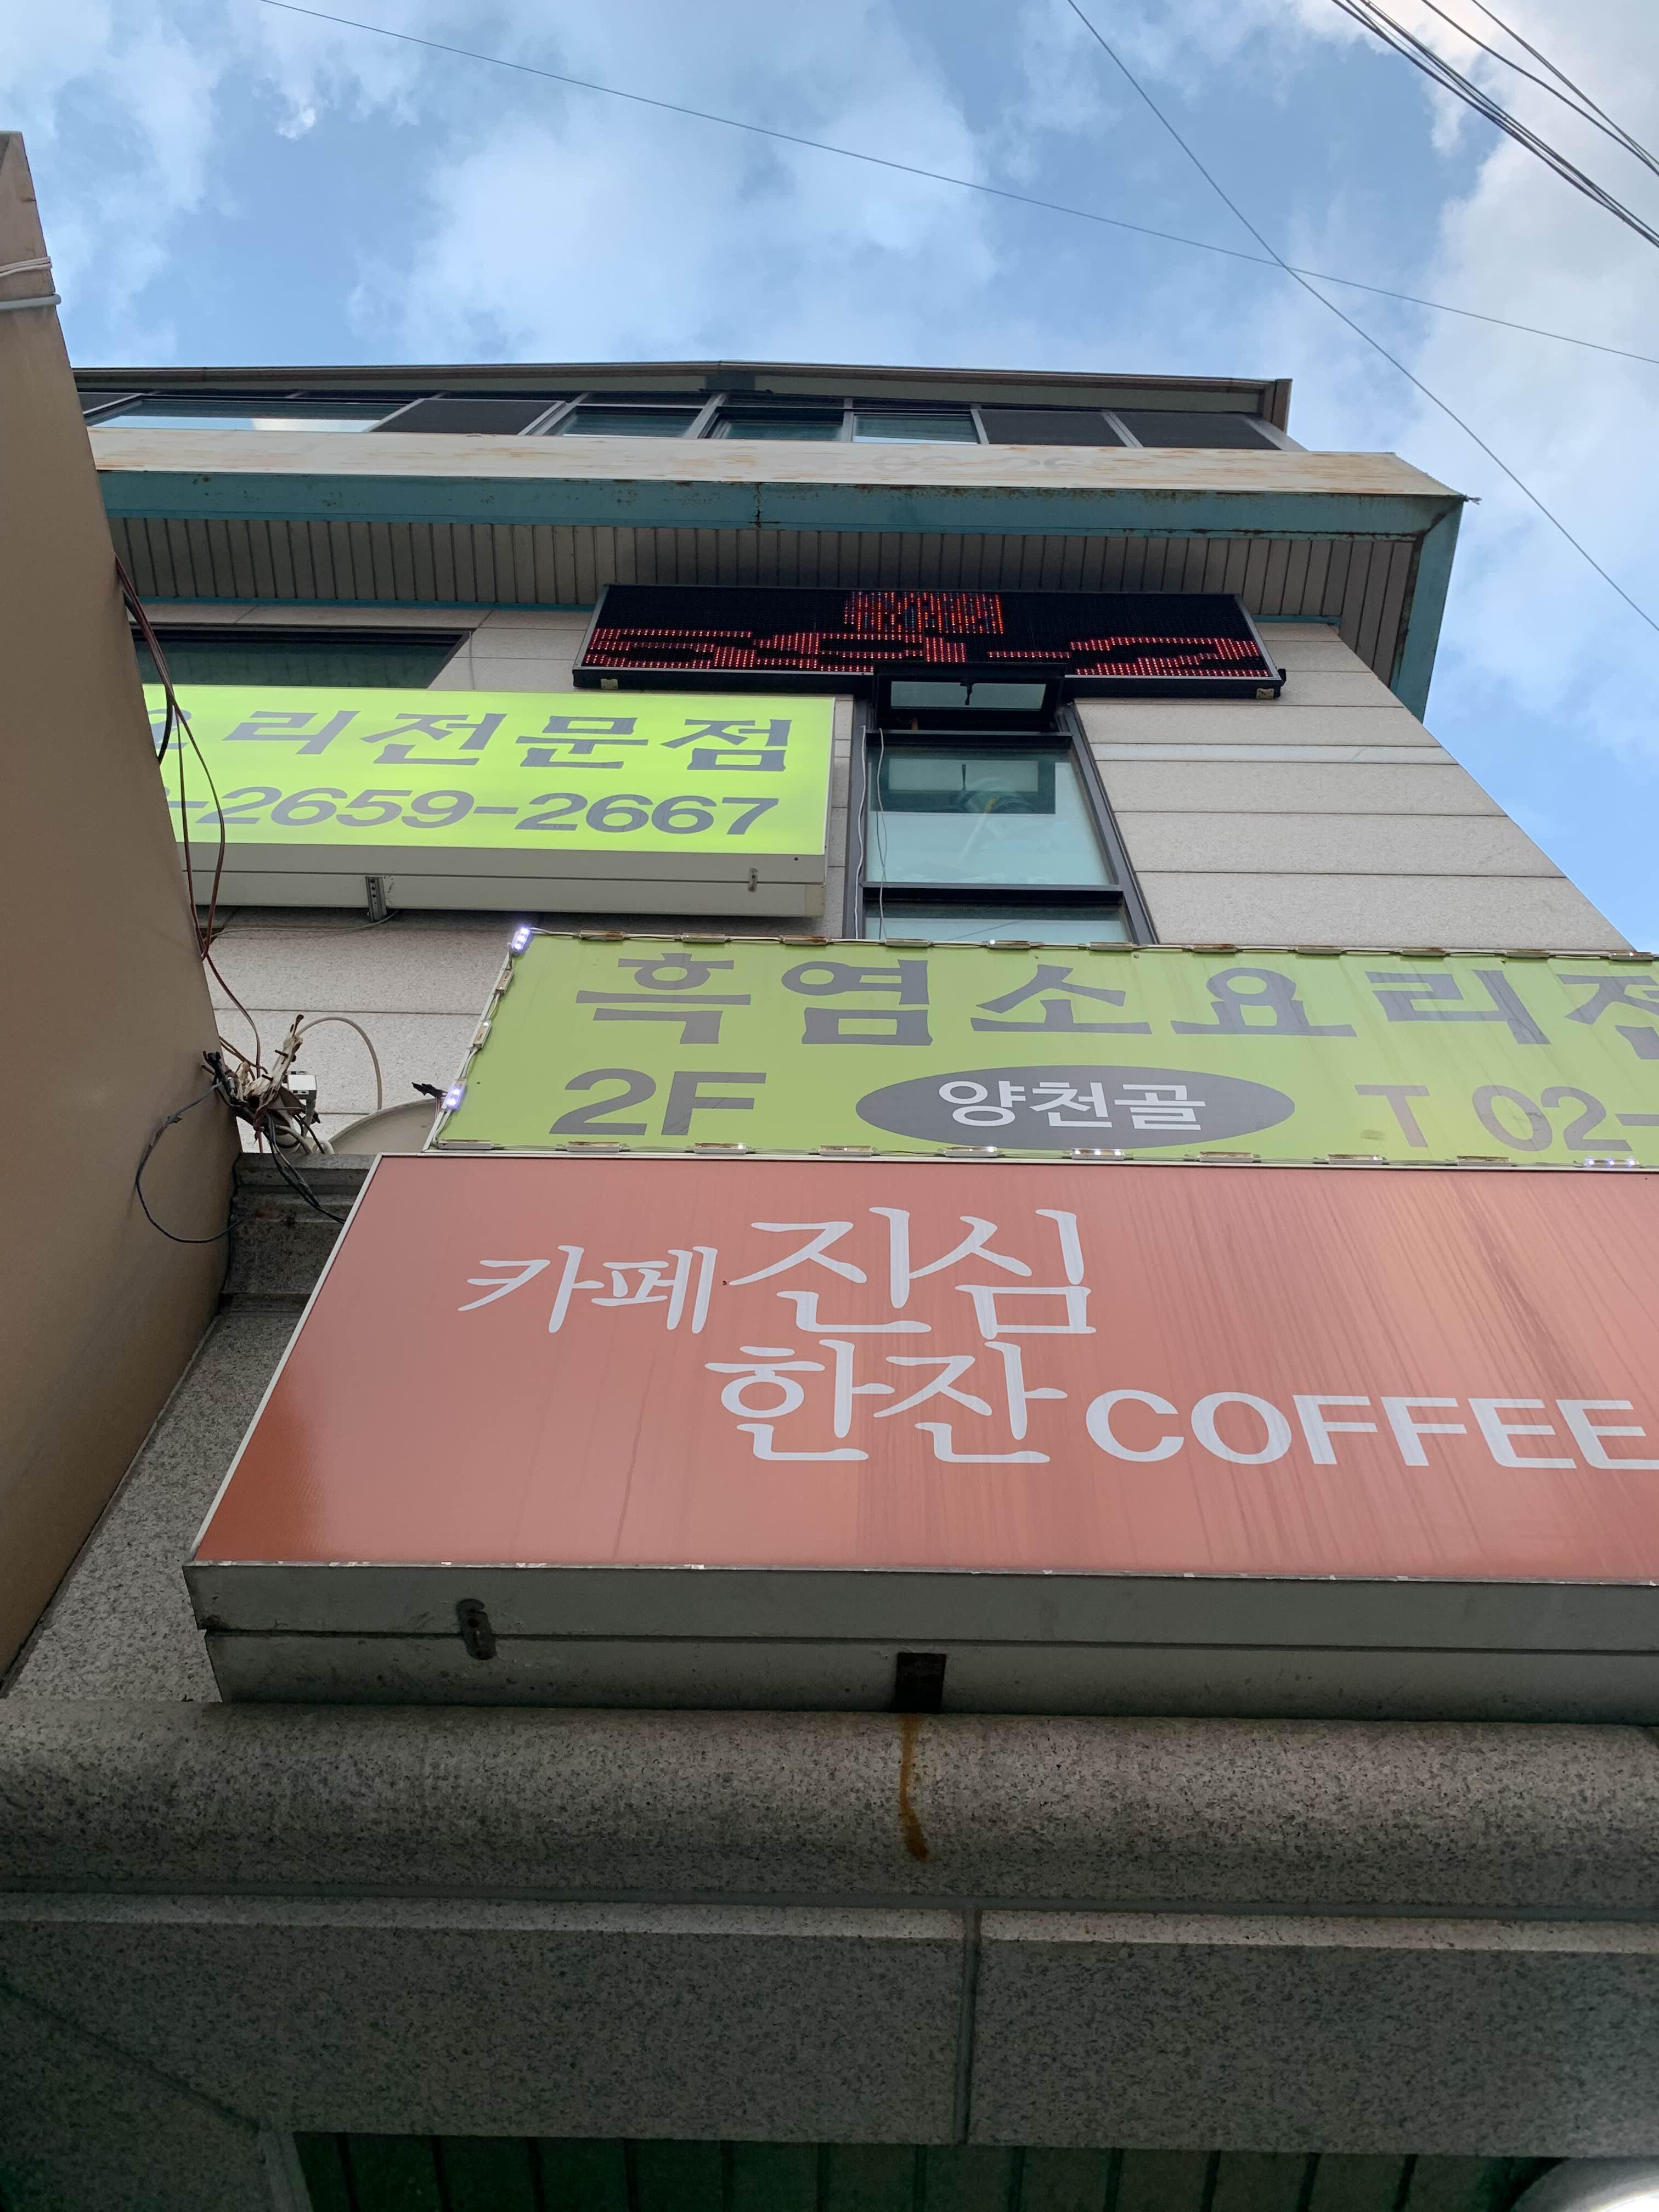 리전문점
-2659-2667
흑염소요리전
2F 양천골 T 02-
카페진심
한잔 COFFEE